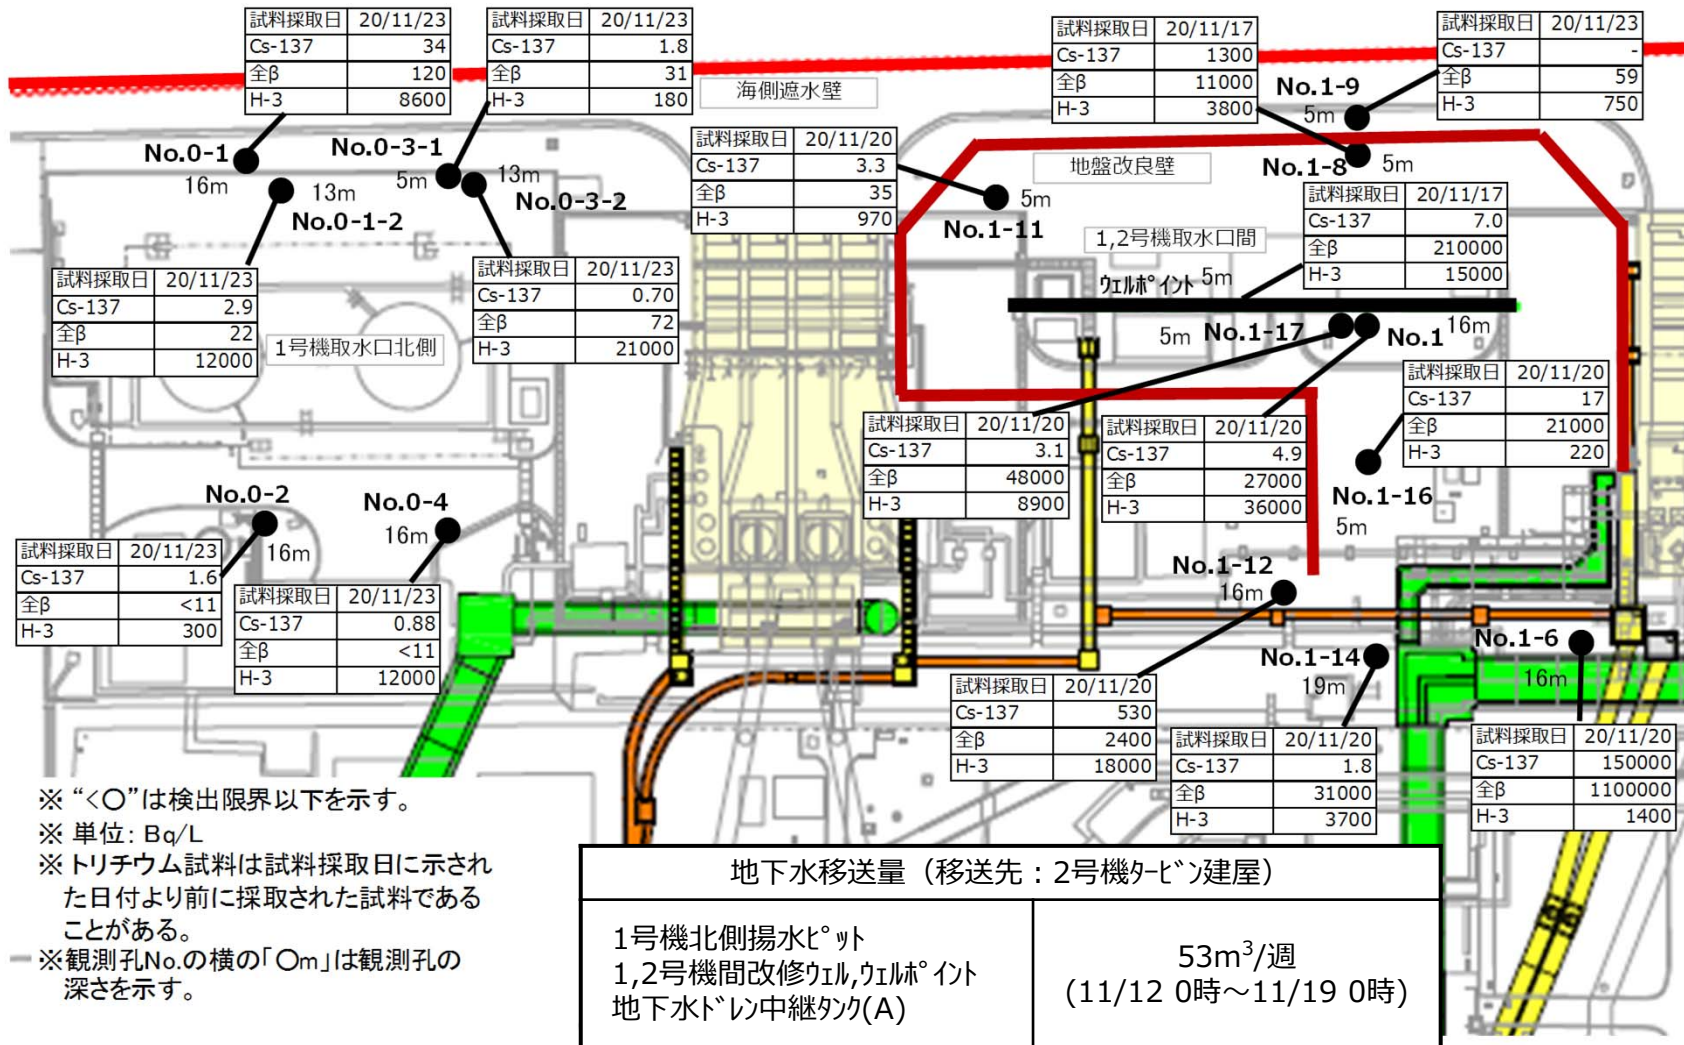 試料採取日 20/11/23
Cs-137 34
全β 120
H-3 8600
試料採取日 20/11/23
Cs-137 1.8
全β 31
H-3 180
海側遮水壁
試料採取日 20/11/17
Cs-137 1300
全β 11000
H-3 3800
試料採取日 20/11/23
Cs-137 -
全β 59
H-3 750
No.1-9
5m
No.1-8
5m
地盤改良壁
No.0-1
16m
No.0-3-1
5m
13m
No.0-3-2
13m
No.0-1-2
試料採取日 20/11/20
Cs-137 3.3
全β 35
H-3 970
5m
No.1-11
試料採取日 20/11/17
Cs-137 7.0
全β 210000
H-3 15000
1,2号機取水口間
ウェルポイント 5m
試料採取日 20/11/23
Cs-137 2.9
全β 22
H-3 12000
1号機取水口北側
試料採取日 20/11/23
Cs-137 0.70
全β 72
H-3 21000
5m
No.1-17
No.1
16m
試料採取日 20/11/20
Cs-137 17
全β 21000
H-3 220
試料採取日 20/11/20
Cs-137 3.1
全β 48000
H-3 8900
試料採取日 20/11/20
Cs-137 4.9
全β 27000
H-3 36000
No.1-16
5m
No.0-2
16m
No.0-4
16m
試料採取日 20/11/23
Cs-137 1.6
全β <11
H-3 300
試料採取日 20/11/23
Cs-137 0.88
全β <11
H-3 12000
No.1-12
16m
No.1-14
19m
No.1-6
16m
試料採取日 20/11/20
Cs-137 530
全β 2400
H-3 18000
試料採取日 20/11/20
Cs-137 1.8
全β 31000
H-3 3700
試料採取日 20/11/20
Cs-137 150000
全β 1100000
H-3 1400
※ “<〇”は検出限界以下を示す。
※ 単位: Bq/L
※トリチウム試料は試料採取日に示され
た日付より前に採取された試料である
ことがある。
※観測孔No.の横の「〇m」は観測孔の
深さを示す。
地下水移送量（移送先：2号機ﾀｰﾋﾞﾝ建屋）
1号機北側揚水ﾋﾟｯﾄ
1,2号機間改修ｳｪﾙ,ｳｪﾙﾎﾟｲﾝﾄ
地下水ﾄﾞﾚﾝ中継ﾀﾝｸ(A)
53m³/週
(11/12 0時～11/19 0時)